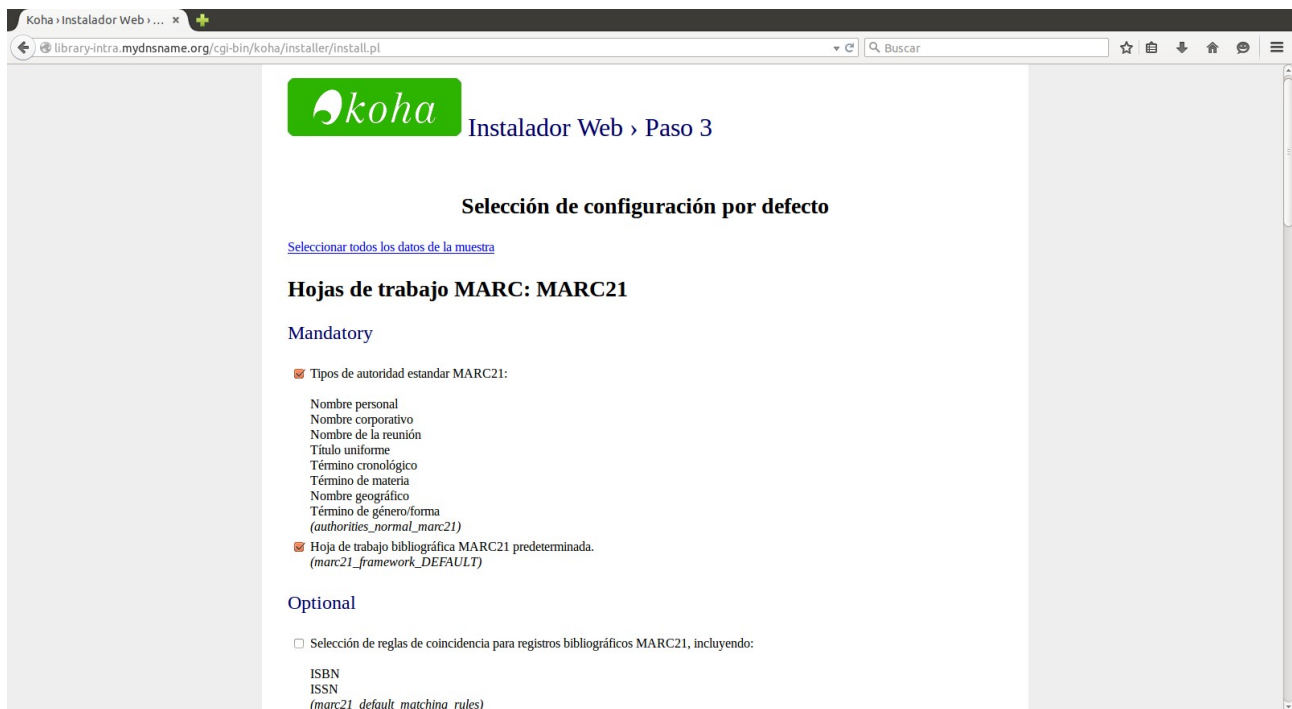 Koha › Instalador Web › ...
library-intra.mydnsname.org/cgi-bin/koha/installer/install.pl
Buscar
koha
Instalador Web › Paso 3
Selección de configuración por defecto
Seleccionar todos los datos de la muestra
Hojas de trabajo MARC: MARC21
Mandatory
Tipos de autoridad estandar MARC21:
Nombre personal
Nombre corporativo
Nombre de la reunión
Título uniforme
Término cronológico
Término de materia
Nombre geográfico
Término de género/forma
(authorities_normal_marc21)
Hoja de trabajo bibliográfica MARC21 predeterminada.
(marc21_framework_DEFAULT)
Optional
Selección de reglas de coincidencia para registros bibliográficos MARC21, incluyendo:
ISBN
ISSN
(marc21_default_matching_rules)